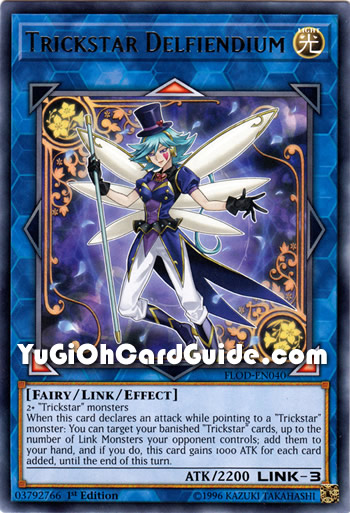 TRICKSTAR DELFIENDIUM
LIGHT
光
YuGiOhCardGuide.com
FLOD-EN040
[FAIRY/LINK/EFFECT]
2+ "Trickstar" monsters
When this card declares an attack while pointing to a "Trickstar"
monster: You can target your banished "Trickstar" cards, up to the
number of Link Monsters your opponent controls; add them to
your hand, and if you do, this card gains 1000 ATK for each card
added, until the end of this turn.
ATK/2200 LINK-3
03792766 1st Edition ©1996 KAZUKI TAKAHASHI